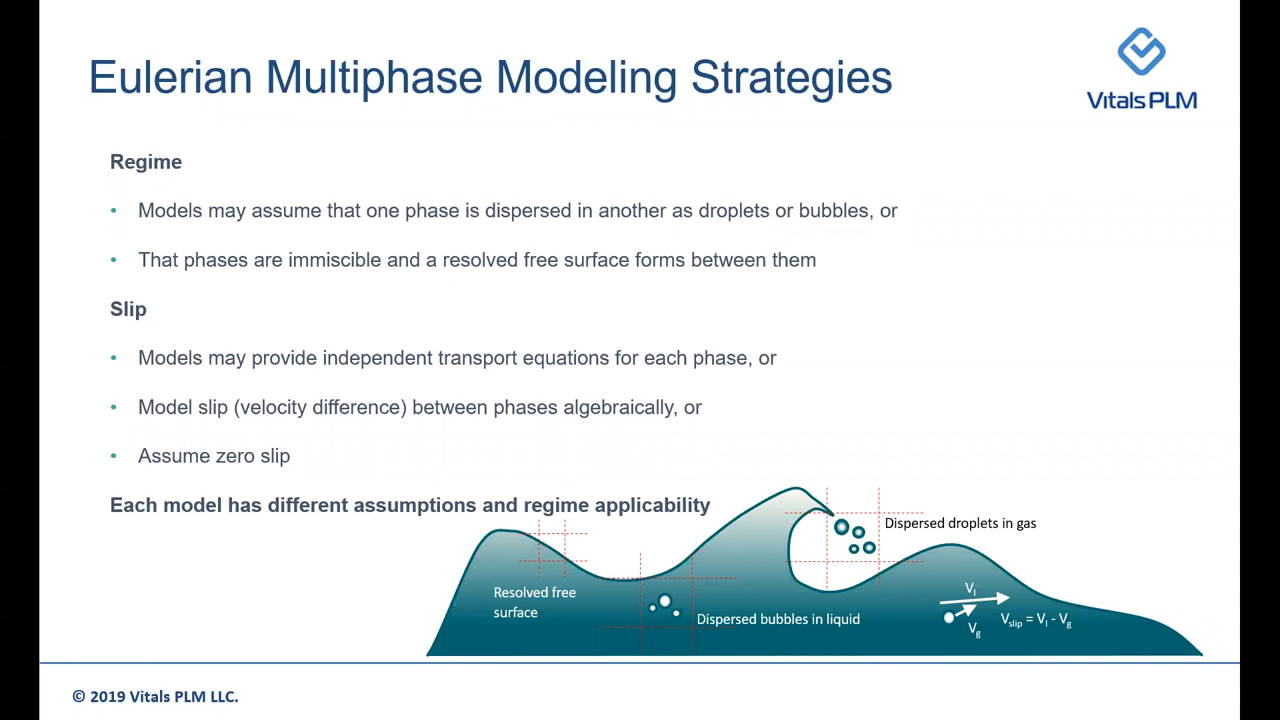 Eulerian Multiphase Modeling Strategies
Vitals PLM
Regime
• Models may assume that one phase is dispersed in another as droplets or bubbles, or
• That phases are immiscible and a resolved free surface forms between them
Slip
• Models may provide independent transport equations for each phase, or
• Model slip (velocity difference) between phases algebraically, or
• Assume zero slip
Each model has different assumptions and regime applicability
Dispersed droplets in gas
Resolved free
surface
Dispersed bubbles in liquid
Vl
Vg
Vslip = Vl - Vg
© 2019 Vitals PLM LLC.